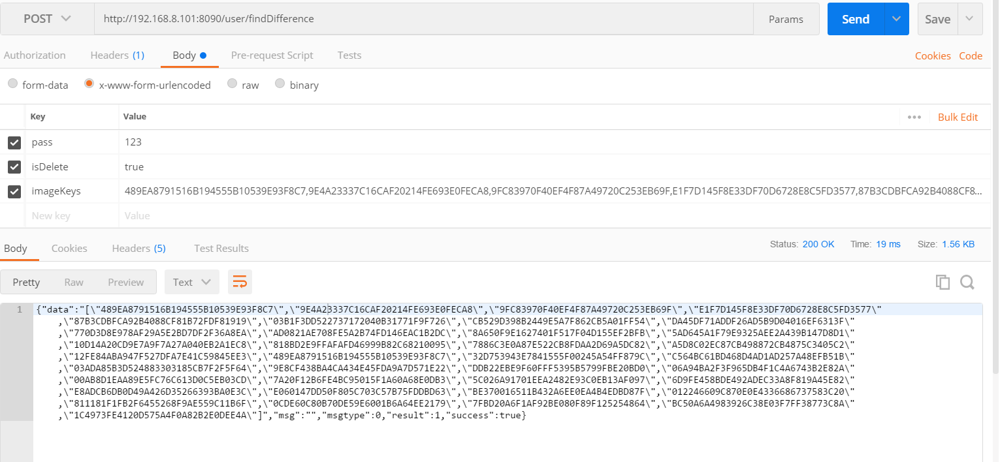 POST http://192.168.8.101:8090/user/findDifference Params Send Save
Authorization Headers (1) Body Pre-request Script Tests Cookies Code
form-data x-www-form-urlencoded raw binary
Key Value Bulk Edit
pass 123
isDelete true
imageKeys 489EA8791516B194555B10539E93F8C7,9E4A23337C16CAF20214FE693E0FECA8,9FC83970F40EF4F87A49720C253EB69F,E1F7D145F8E33DF70D6728E8C5FD3577,87B3CDBFCA92B4088CF8...
New key Value
Body Cookies Headers (5) Test Results Status: 200 OK Time: 19 ms Size: 1.56 KB
Pretty Raw Preview Text
1 {"data":"[\"489EA8791516B194555B10539E93F8C7\",\"9E4A23337C16CAF20214FE693E0FECA8\",\"9FC83970F40EF4F87A49720C253EB69F\",\"E1F7D145F8E33DF70D6728E8C5FD3577\"
,\"87B3CDBFCA92B4088CF81B72FDF81919\",\"03B1F3DD522737172040B31771F9F726\",\"CB529D398B2449E5A7F862CB5A01FF54\",\"DA45DF71ADDF26AD5B9D04016EF6313F\"
,\"770D3D8E978AF29A5E2BD7DF2F36A8EA\",\"AD0821AE708FE5A2B74FD146EAC1B2DC\",\"8A650F9E1627401F517F04D155EF2BFB\",\"5AD645A1F79E9325AEE2A439B147D8D1\"
,\"10D14A20CD9E7A9F7A27A040EB2A1EC8\",\"818BD2E9FFAFAFD46999B82C68210095\",\"7886C3E0A87E522CB8FDAA2D69A5DC82\",\"A5D8C02EC87CB498872CB4875C3405C2\"
,\"12FE84ABA947F527DFA7E41C59845EE3\",\"489EA8791516B194555B10539E93F8C7\",\"32D753943E7841555F00245A54FF879C\",\"C564BC61BD468D4AD1AD257A48EFB51B\"
,\"03ADA85B3D524883303185CB7F2F5F64\",\"9E8CF438BA4CA434E45FDA9A7D571E22\",\"DDB22EBE9F60FFF5395B5799FBE20BD0\",\"06A94BA2F3F965DB4F1C4A6743B2E82A\"
,\"00AB8D1EAA89E5FC76C613D0C5EB03CD\",\"7A20F12B6FE4BC95015F1A60A68E0DB3\",\"5C026A91701EEA2482E93C0EB13AF097\",\"6D9FE458BDE492ADEC33A8F819A45E82\"
,\"E8ADCB6DB0D49A426D35266393BA0E3C\",\"E060147DD50F805C703C57B75FDDBD63\",\"BE370016511B432A6EE0EA4B4EDBD87F\",\"012246609C870E0E4336686737583C20\"
,\"811181F1FB2F6455268F9AE559C11B6F\",\"0CDE60C80B70DE59E6001B6A64EE2179\",\"7FBD20A6F1AF92BE080F89F125254864\",\"BC50A6A4983926C38E03F7FF38773C8A\"
,\"1C4973FE4120D575A4F0A82B2E0DEE4A\"]","msg":"","msgtype":0,"result":1,"success":true}